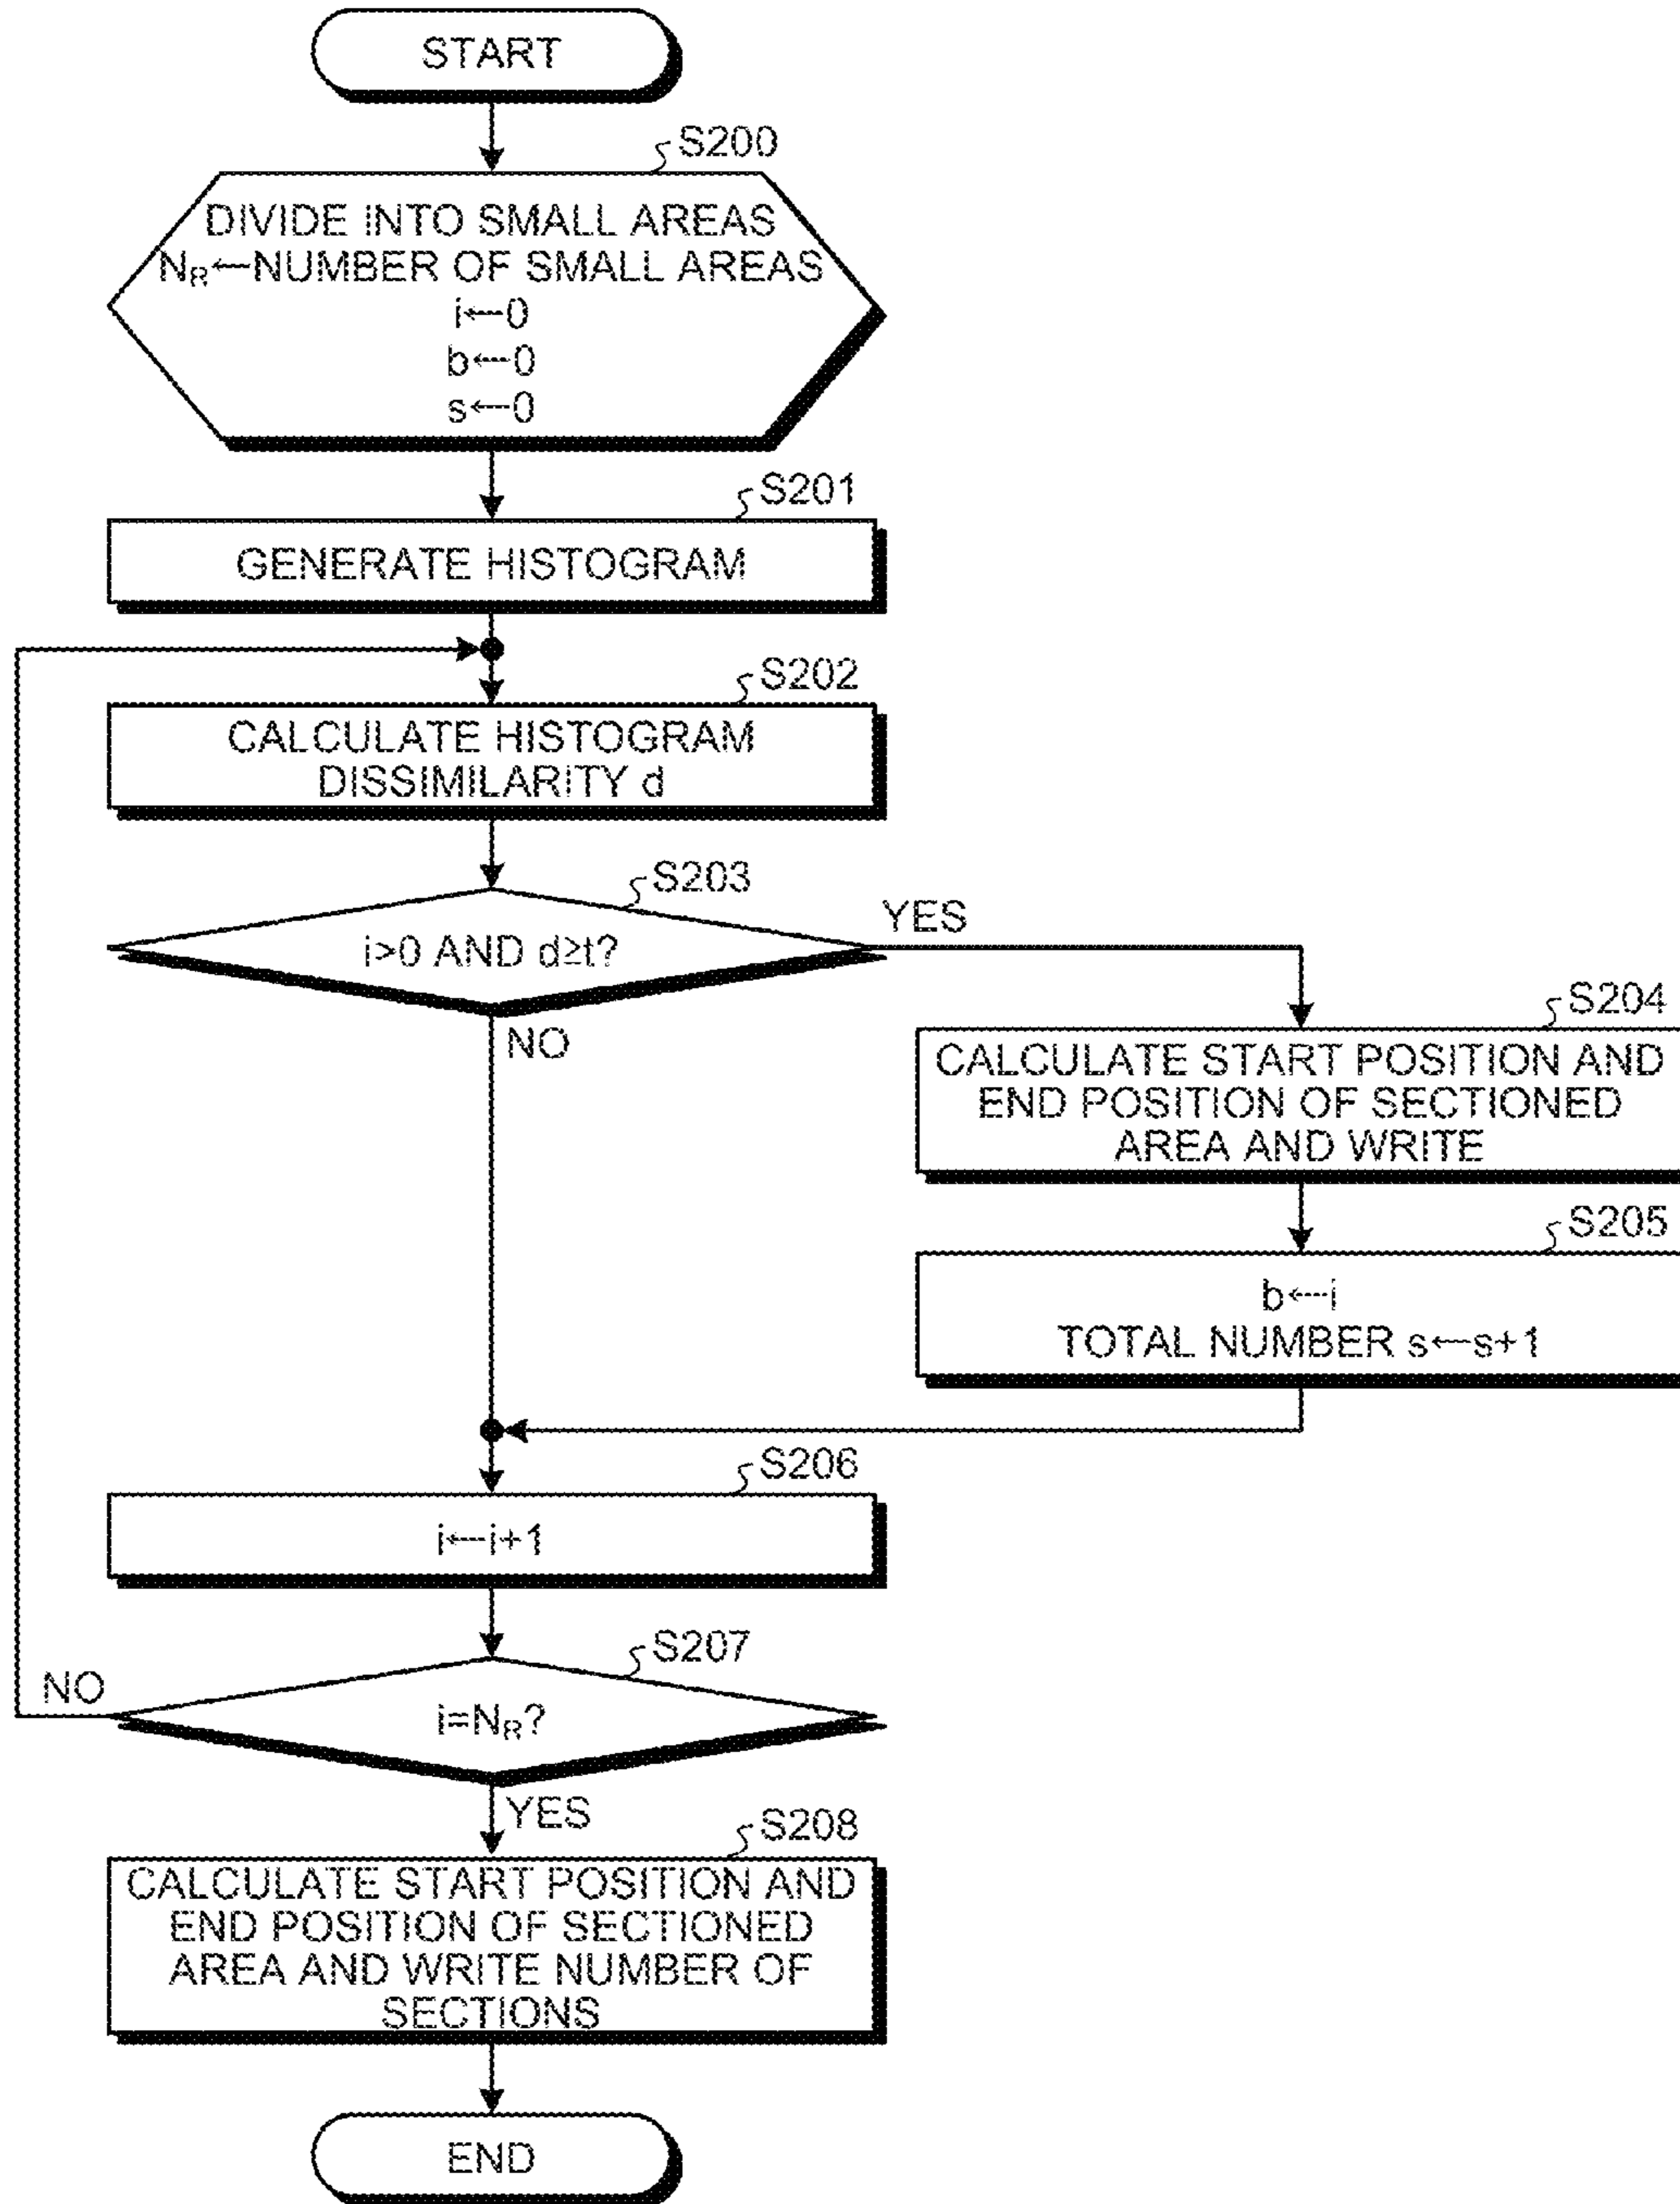 START
S200
DIVIDE INTO SMALL AREAS
N_R←NUMBER OF SMALL AREAS
i←0
b←0
s←0
S201
GENERATE HISTOGRAM
S202
CALCULATE HISTOGRAM
DISSIMILARITY d
S203
i>0 AND d≥t?
YES
NO
S204
CALCULATE START POSITION AND
END POSITION OF SECTIONED
AREA AND WRITE
S205
b←i
TOTAL NUMBER s←s+1
S206
i←i+1
S207
NO
i=N_R?
YES
S208
CALCULATE START POSITION AND
END POSITION OF SECTIONED
AREA AND WRITE NUMBER OF
SECTIONS
END